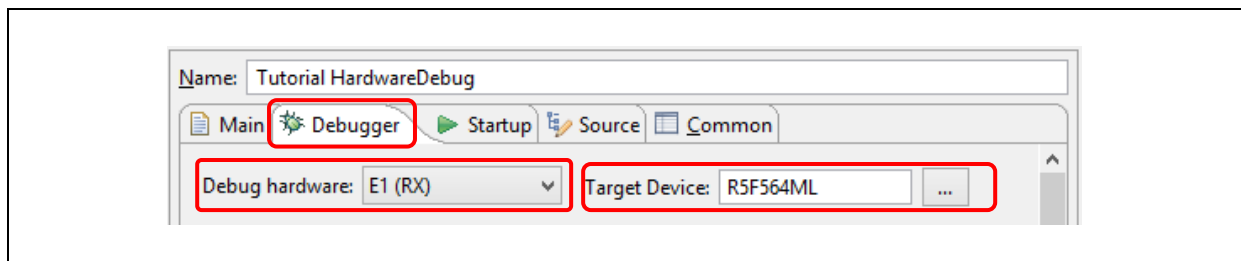 Name: Tutorial HardwareDebug
Main Debugger Startup Source Common
Debug hardware: E1 (RX) Target Device: R5F564ML ...